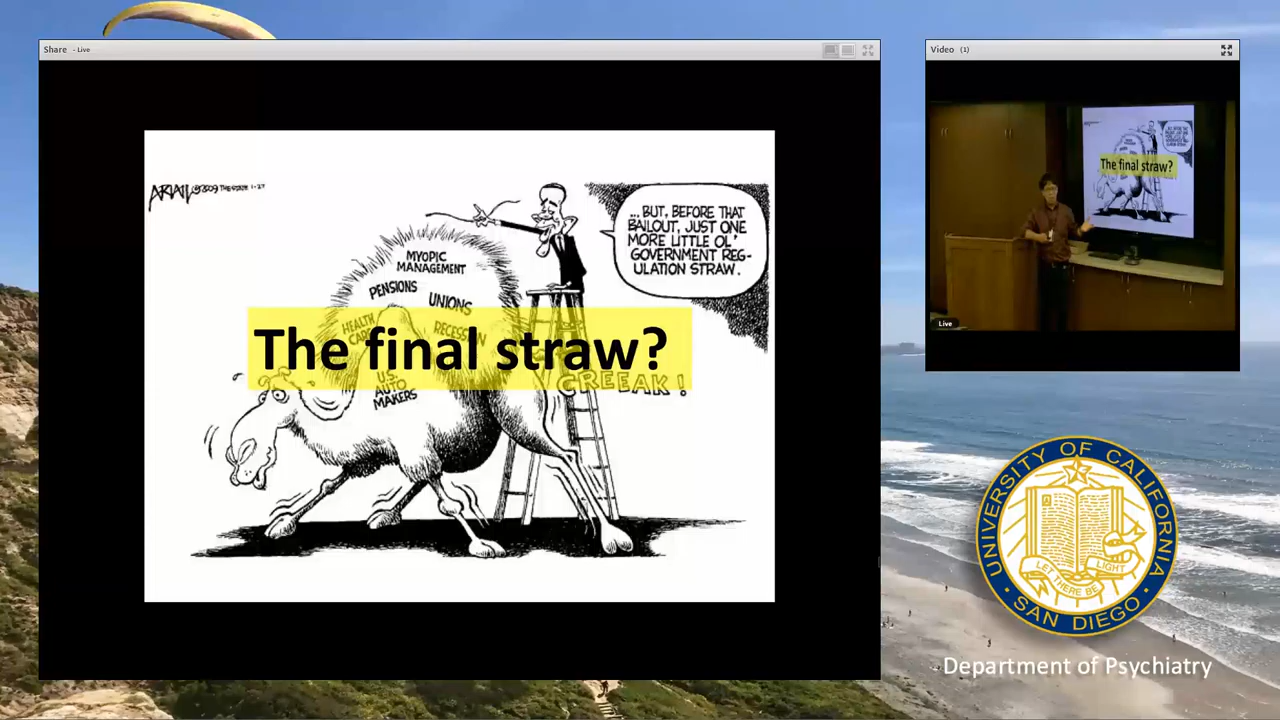 Share - Live
Video (1)
ARIAIL©2009 THE STATE 1-27
... BUT, BEFORE THAT
BAILOUT, JUST ONE
MORE LITTLE OL'
GOVERNMENT REG-
ULATION STRAW.
MYOPIC
MANAGEMENT
PENSIONS
UNIONS
HEALTH
CARE
RECESSION
The final straw?
U.S.
AUTO
MAKERS
CREEAK!
The final straw?
Live
UNIVERSITY OF CALIFORNIA
LET THERE BE LIGHT
SAN DIEGO
Department of Psychiatry